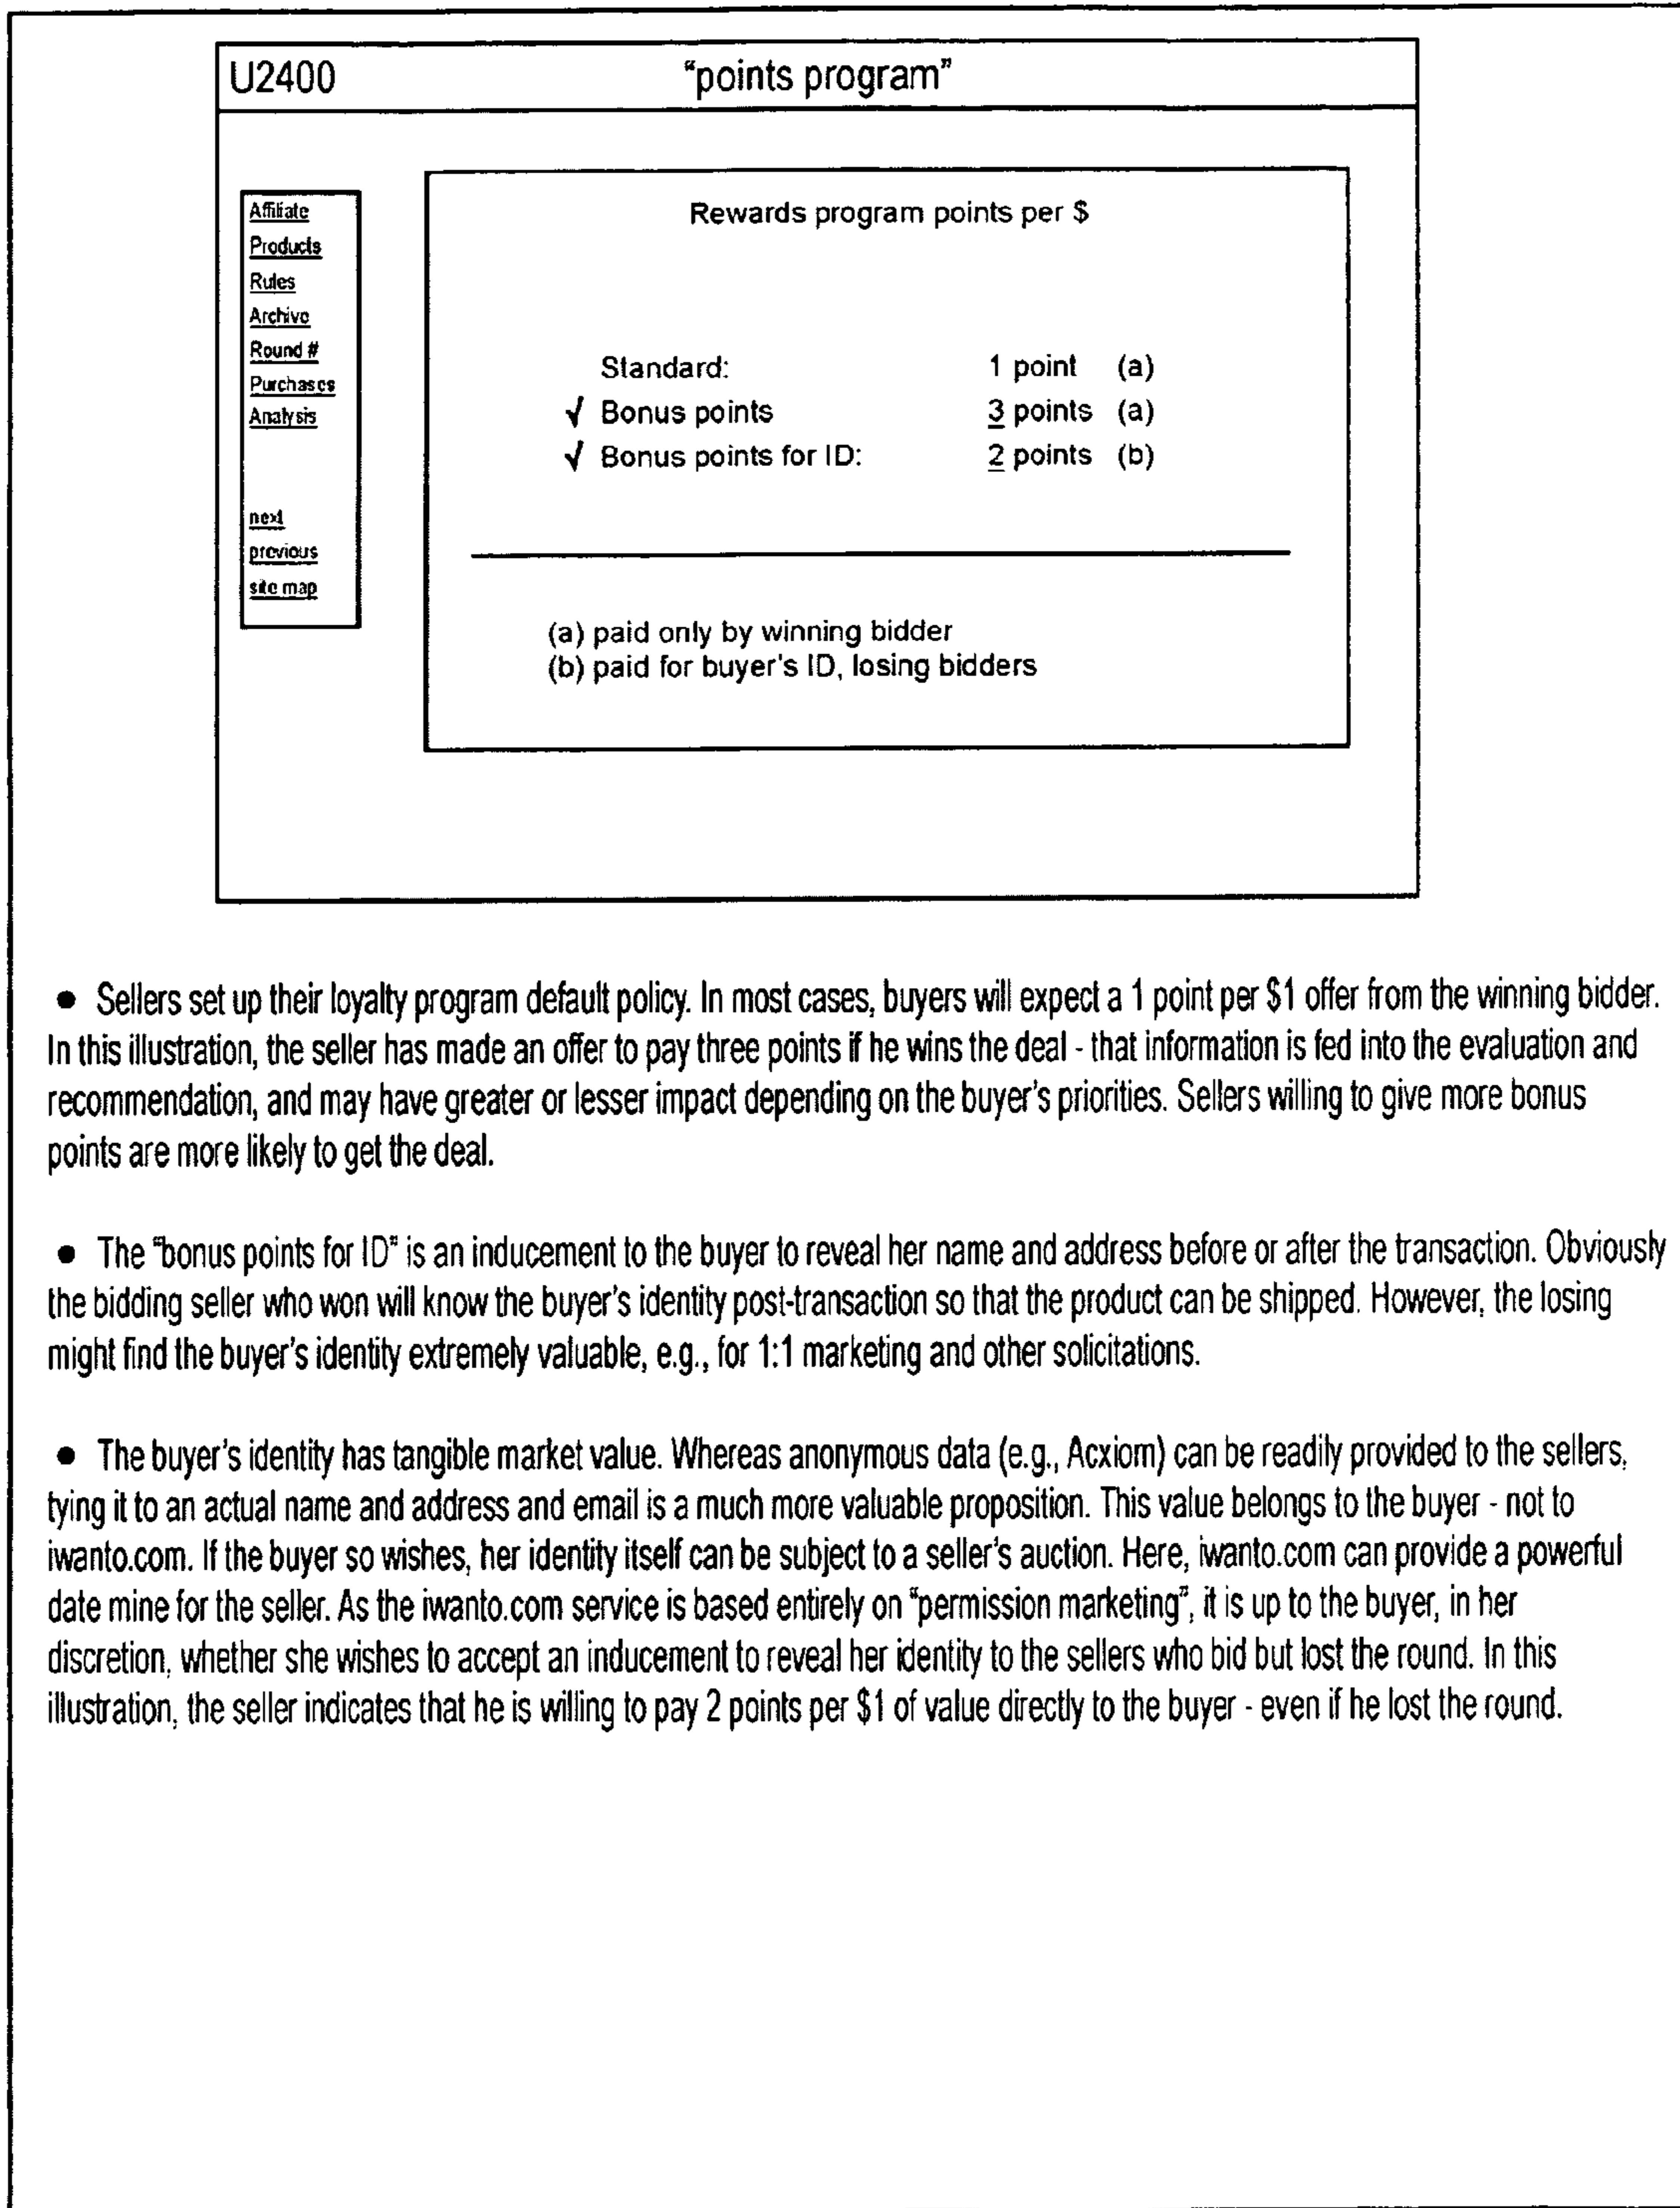 U2400 "points program"
Affiliate
Products
Rules
Archive
Round #
Purchases
Analysis
next
previous
site map
Rewards program points per $
Standard: 1 point (a)
√ Bonus points 3 points (a)
√ Bonus points for ID: 2 points (b)
(a) paid only by winning bidder
(b) paid for buyer's ID, losing bidders
● Sellers set up their loyalty program default policy. In most cases, buyers will expect a 1 point per $1 offer from the winning bidder.
In this illustration, the seller has made an offer to pay three points if he wins the deal - that information is fed into the evaluation and
recommendation, and may have greater or lesser impact depending on the buyer's priorities. Sellers willing to give more bonus
points are more likely to get the deal.
● The "bonus points for ID" is an inducement to the buyer to reveal her name and address before or after the transaction. Obviously
the bidding seller who won will know the buyer's identity post-transaction so that the product can be shipped. However, the losing
might find the buyer's identity extremely valuable, e.g., for 1:1 marketing and other solicitations.
● The buyer's identity has tangible market value. Whereas anonymous data (e.g., Acxiom) can be readily provided to the sellers,
tying it to an actual name and address and email is a much more valuable proposition. This value belongs to the buyer - not to
iwanto.com. If the buyer so wishes, her identity itself can be subject to a seller's auction. Here, iwanto.com can provide a powerful
date mine for the seller. As the iwanto.com service is based entirely on "permission marketing", it is up to the buyer, in her
discretion, whether she wishes to accept an inducement to reveal her identity to the sellers who bid but lost the round. In this
illustration, the seller indicates that he is willing to pay 2 points per $1 of value directly to the buyer - even if he lost the round.